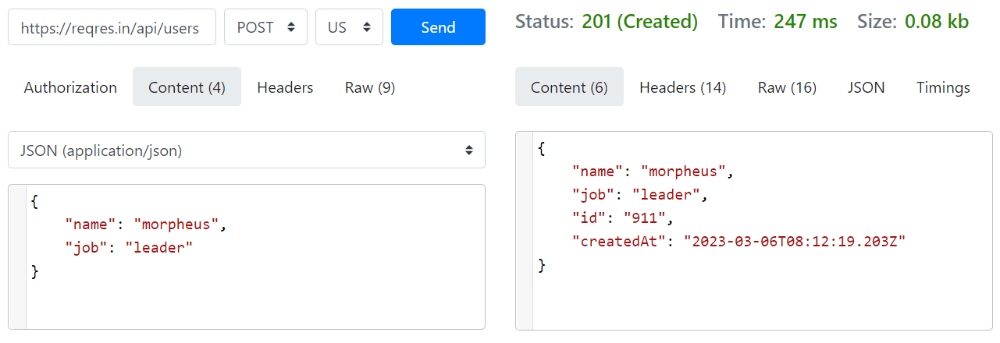 https://reqres.in/api/users POST US Send
Authorization Content (4) Headers Raw (9)
JSON (application/json)
{
    "name": "morpheus",
    "job": "leader"
}
Status: 201 (Created) Time: 247 ms Size: 0.08 kb
Content (6) Headers (14) Raw (16) JSON Timings
{
    "name": "morpheus",
    "job": "leader",
    "id": "911",
    "createdAt": "2023-03-06T08:12:19.203Z"
}